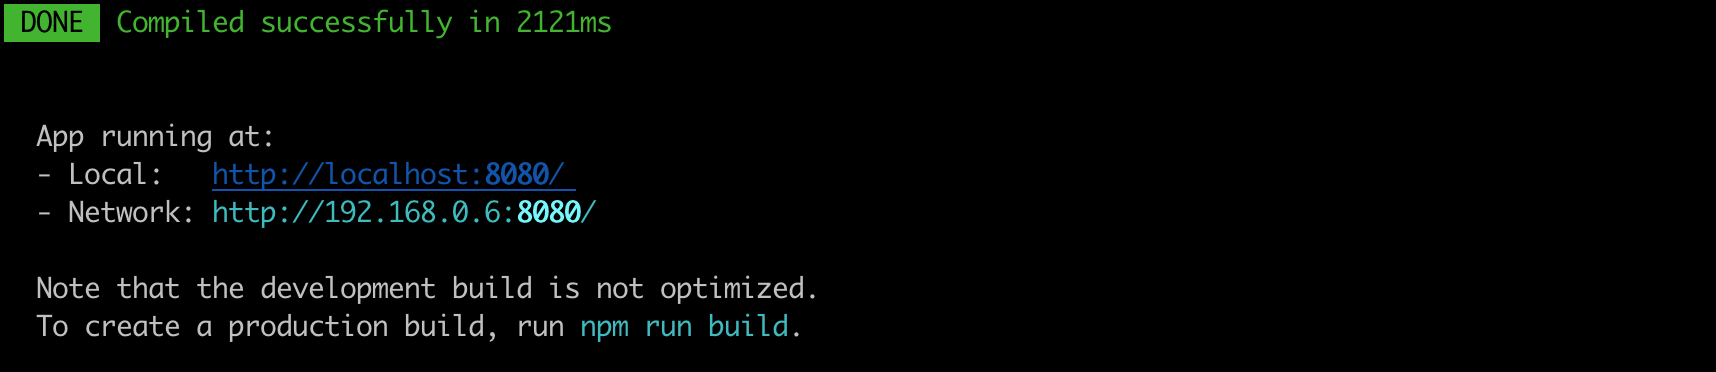 DONE Compiled successfully in 2121ms
App running at:
- Local: http://localhost:8080/
- Network: http://192.168.0.6:8080/
Note that the development build is not optimized.
To create a production build, run npm run build.